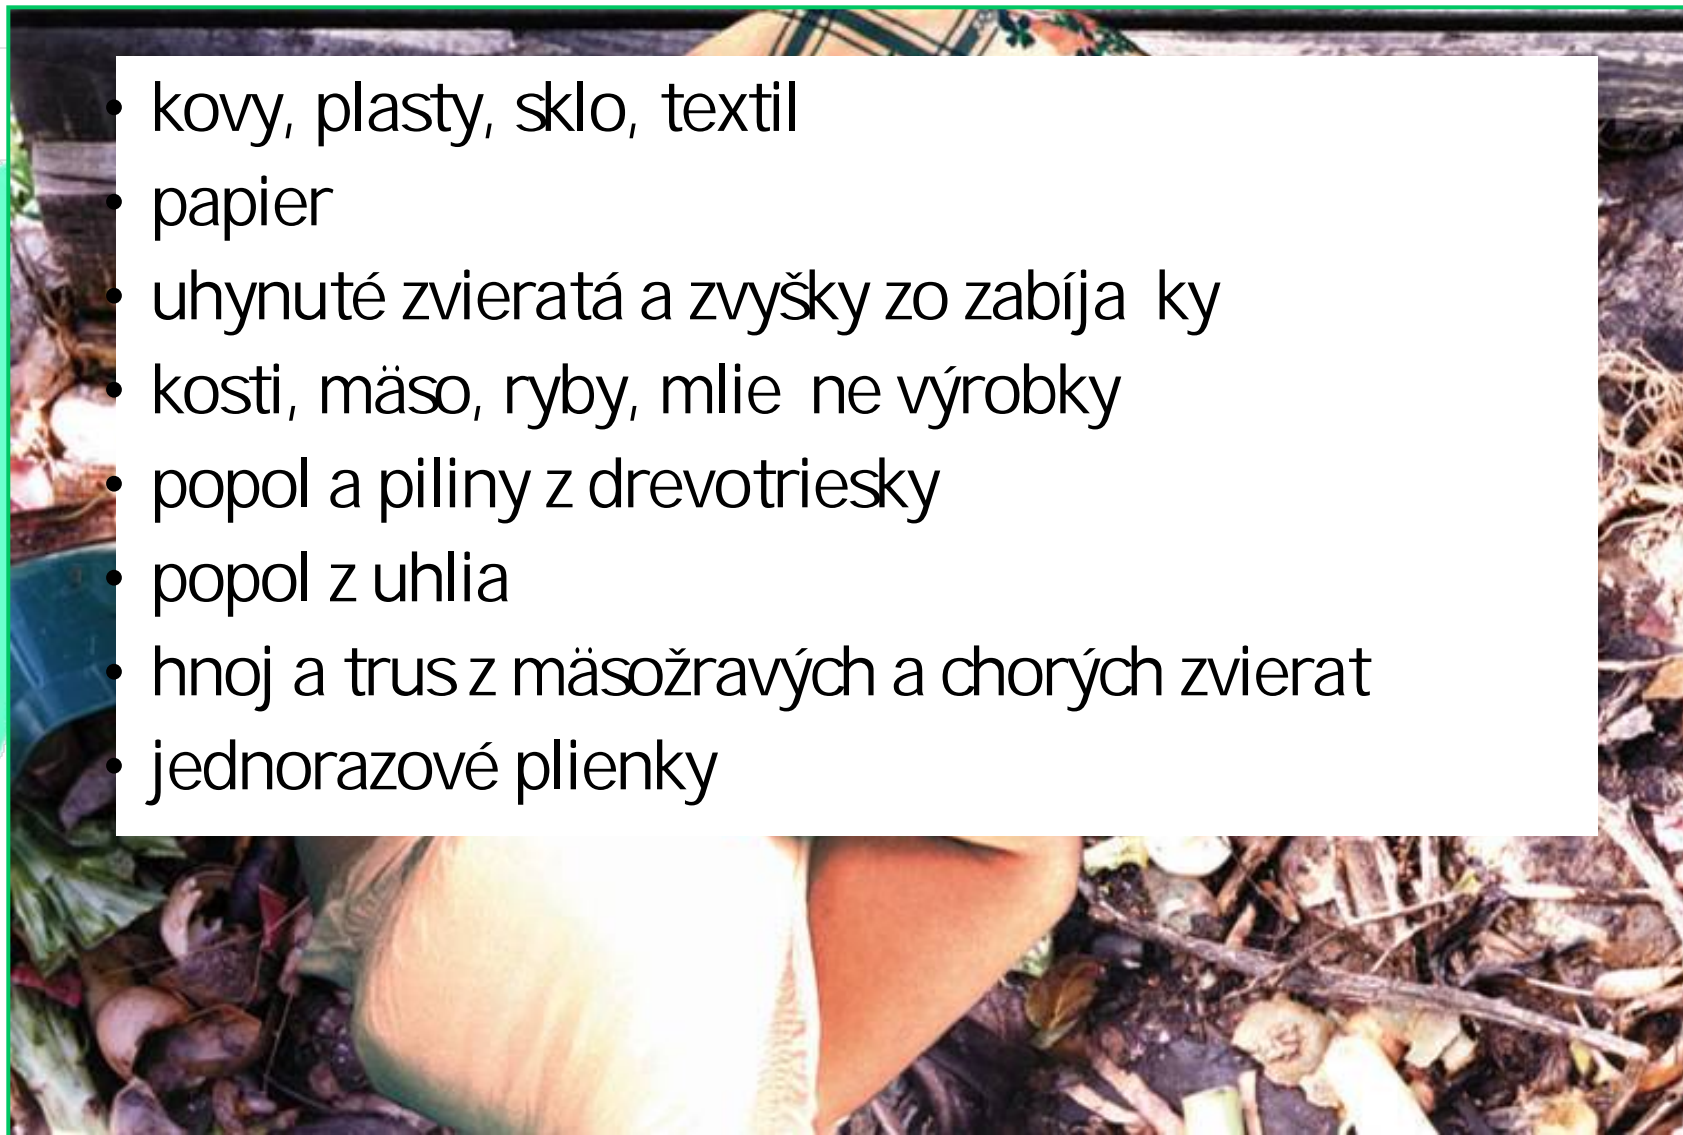 • kovy, plasty, sklo, textil
• papier
• uhynuté zvieratá a zvyšky zo zabíja ky
• kosti, mäso, ryby, mlie ne výrobky
• popol a piliny z drevotriesky
• popol z uhlia
• hnoj a trus z mäsožravých a chorých zvierat
• jednorazové plienky